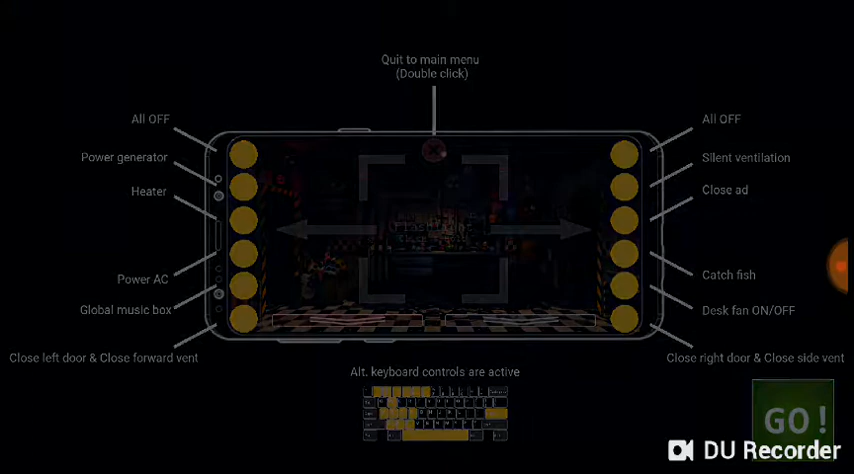 Quit to main menu
(Double click)
All OFF
Power generator
Heater
Power AC
Global music box
Close left door & Close forward vent
All OFF
Silent ventilation
Close ad
Catch fish
Desk fan ON/OFF
Close right door & Close side vent
Flashlight
Alt. keyboard controls are active
GO!
DU Recorder